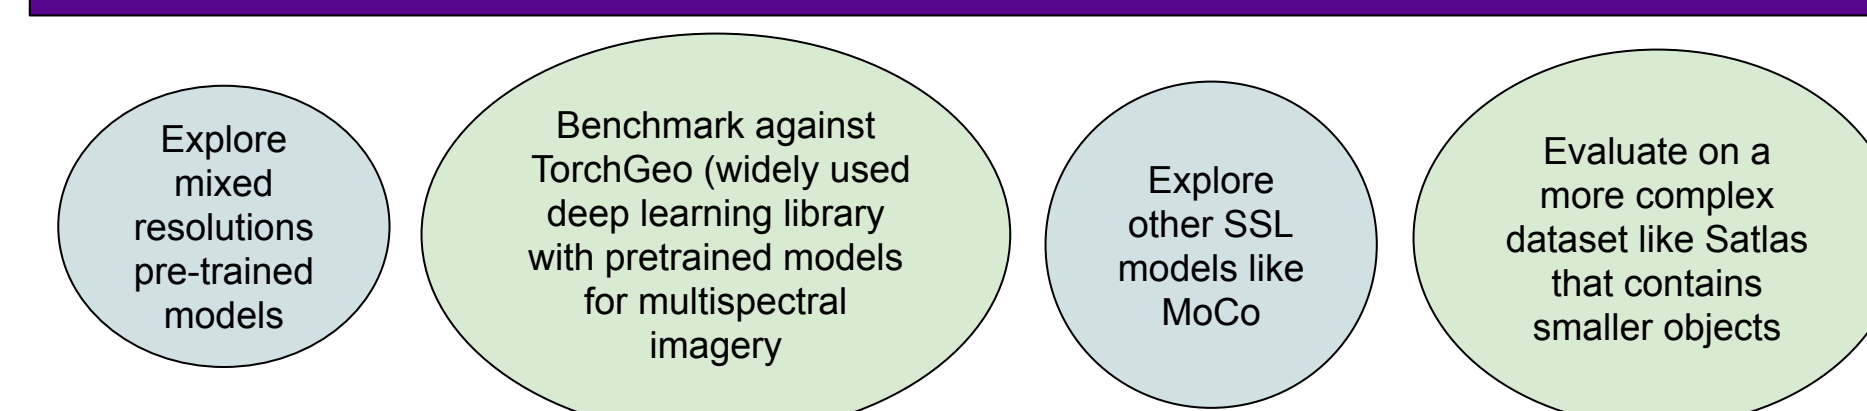 Explore
mixed
resolutions
pre-trained
models
Benchmark against
TorchGeo (widely used
deep learning library
with pretrained models
for multispectral
imagery
Explore
other SSL
models like
MoCo
Evaluate on a
more complex
dataset like Satlas
that contains
smaller objects